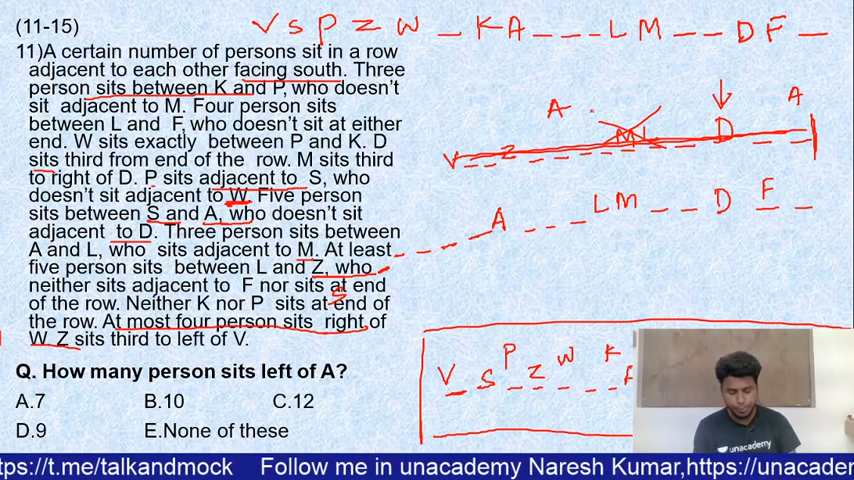 (11-15)
V S P Z W _ K A _ _ _ L M _ _ D F _
11)A certain number of persons sit in a row
adjacent to each other facing south. Three
person sits between K and P, who doesn't
sit adjacent to M. Four person sits
between L and F, who doesn't sit at either
end. W sits exactly between P and K. D
sits third from end of the row. M sits third
to right of D. P sits adjacent to S, who
doesn't sit adjacent to W. Five person
sits between S and A, who doesn't sit
adjacent to D. Three person sits between
A and L, who sits adjacent to M. At least
five person sits between L and Z, who
neither sits adjacent to F nor sits at end
of the row. Neither K nor P sits at end of
the row. At most four person sits right of
W. Z sits third to left of V.
Q. How many person sits left of A?
A.7 B.10 C.12
D.9 E.None of these
A A
V Z D
A L M D F
S
V S P Z W K
unacademy
tps://t.me/talkandmock Follow me in unacademy Naresh Kumar,https://unacader